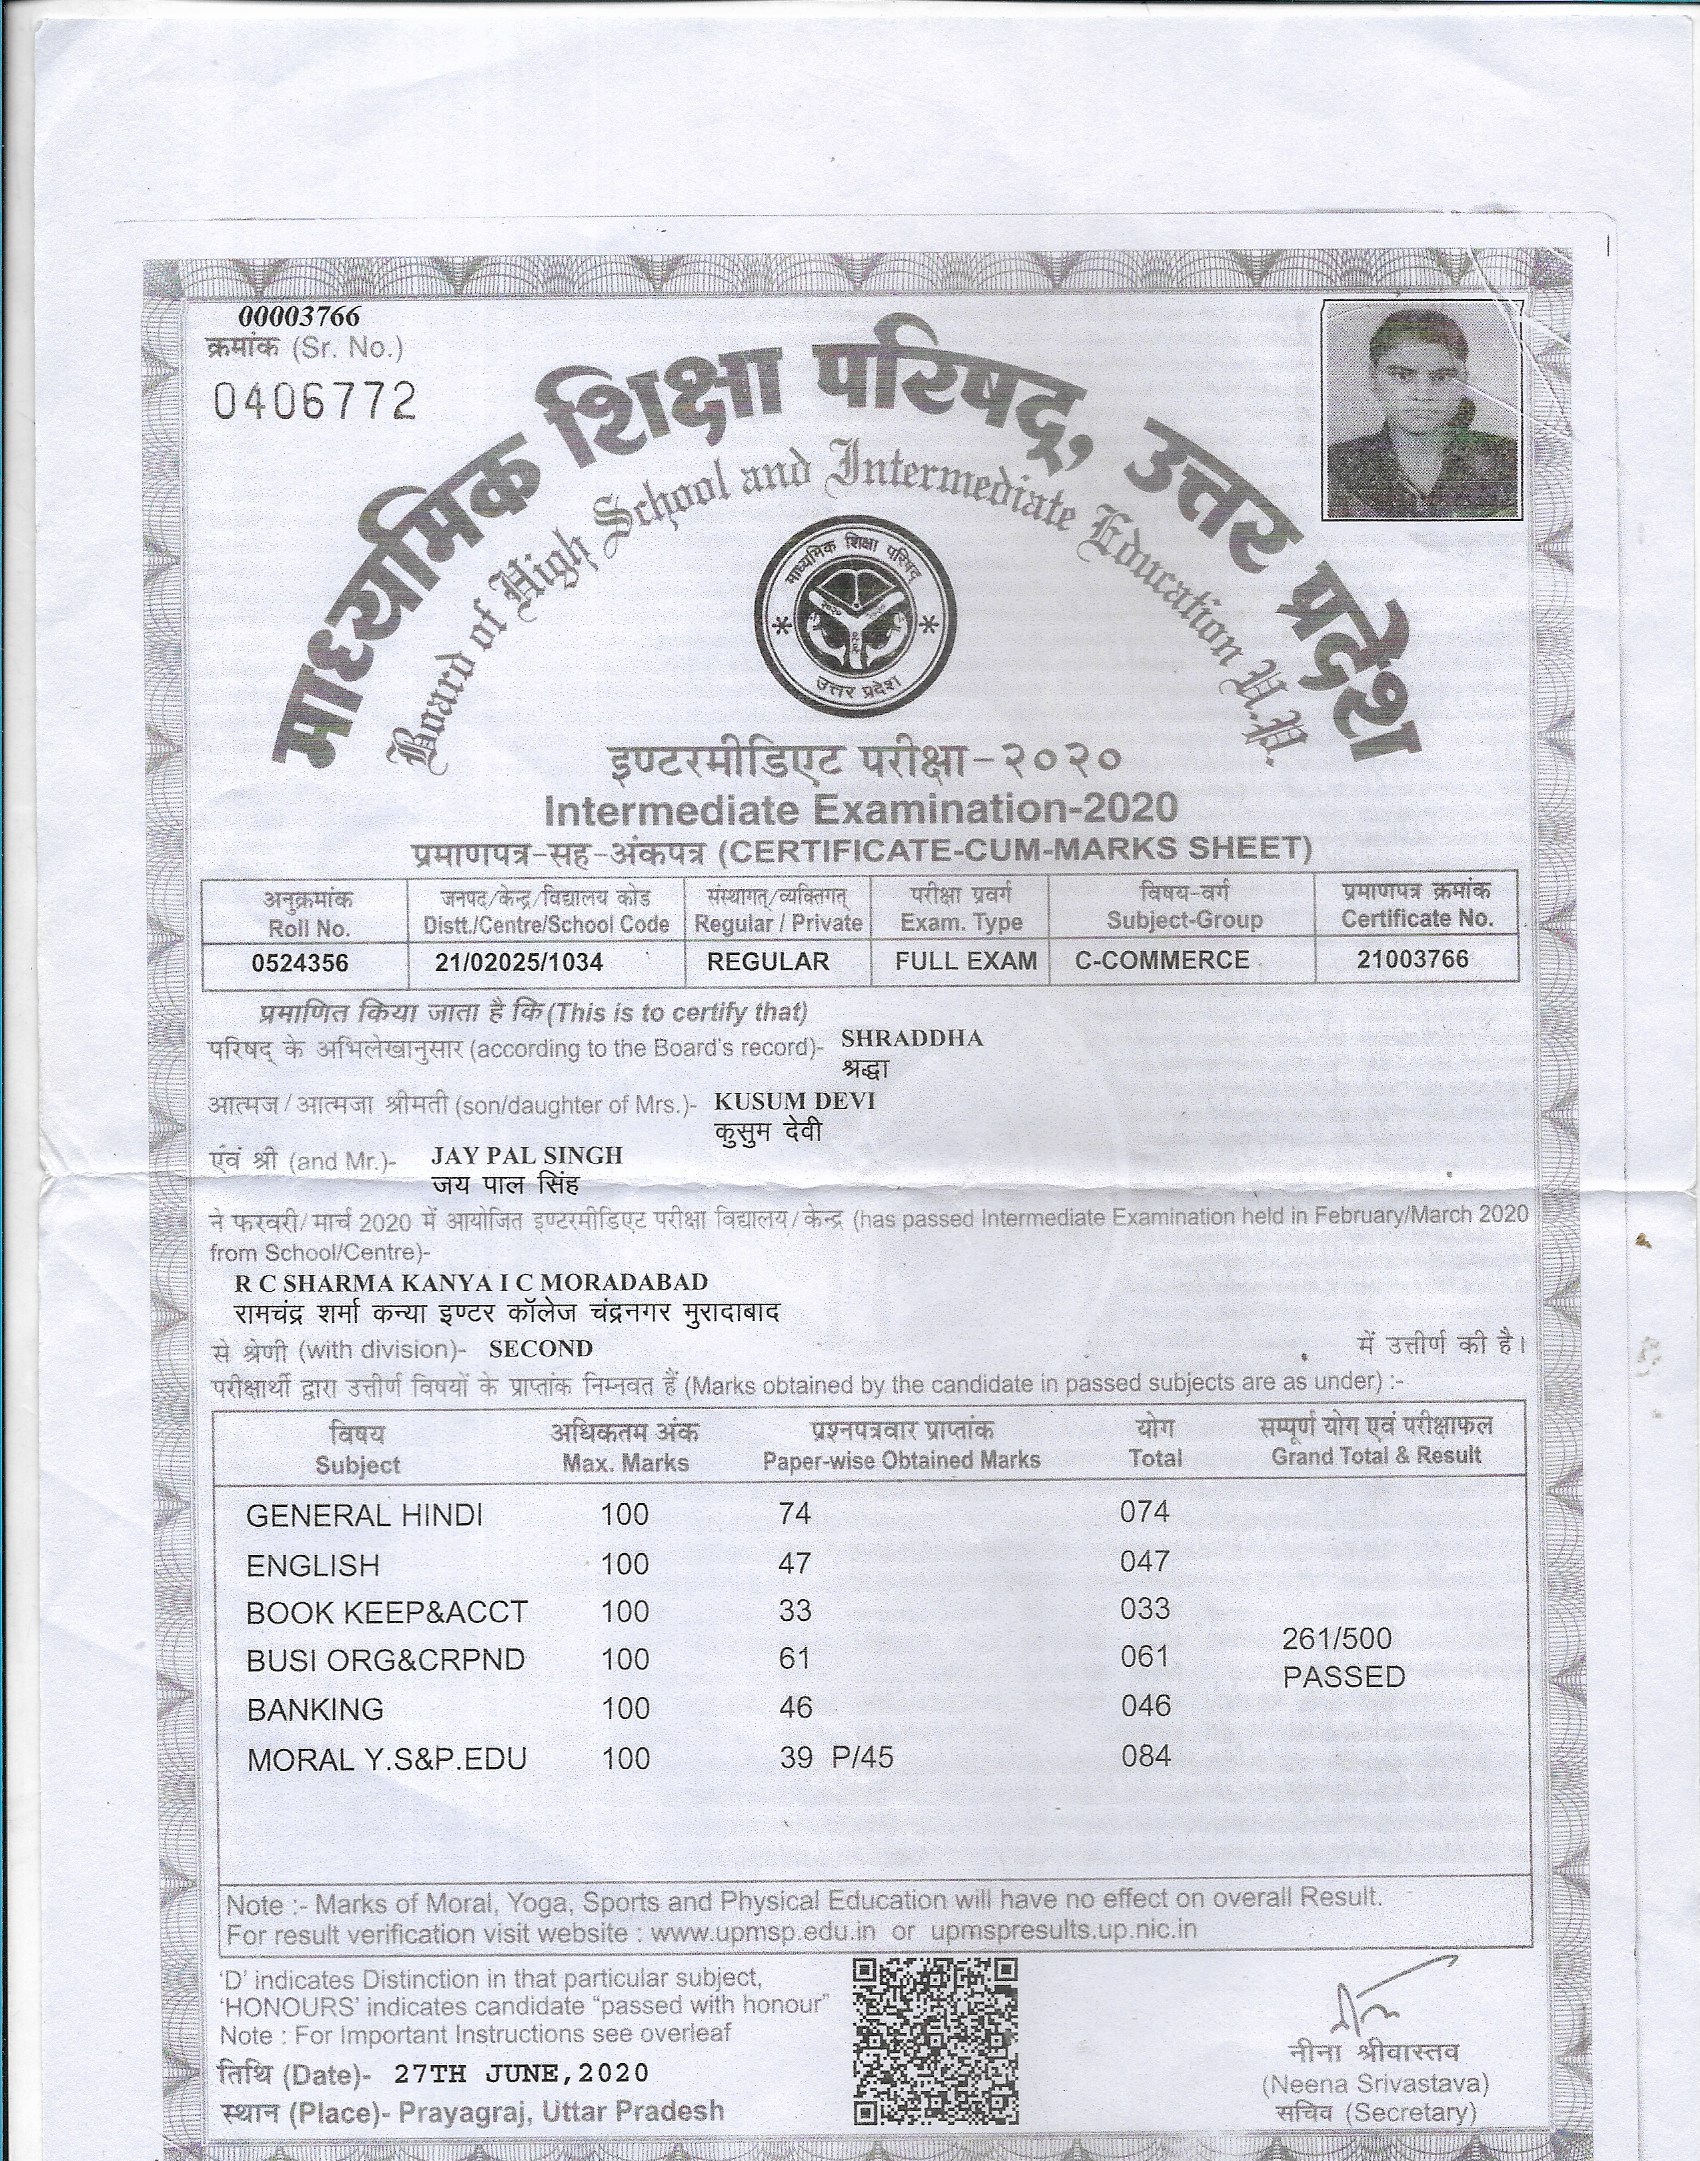 00003766
क्रमांक (Sr. No.)
0406772
माध्यमिक शिक्षा परिषद्, उत्तर प्रदेश
Board of High School and Intermediate Education U.P.
माध्यमिक शिक्षा परिषद्
उत्तर प्रदेश
इण्टरमीडिएट परीक्षा-२०२०
Intermediate Examination-2020
प्रमाणपत्र-सह-अंकपत्र (CERTIFICATE-CUM-MARKS SHEET)
अनुक्रमांक जनपद/केन्द्र/विद्यालय कोड संस्थागत्/व्यक्तिगत् परीक्षा प्रवर्ग विषय-वर्ग प्रमाणपत्र क्रमांक
Roll No. Distt./Centre/School Code Regular / Private Exam. Type Subject-Group Certificate No.
0524356 21/02025/1034 REGULAR FULL EXAM C-COMMERCE 21003766
प्रमाणित किया जाता है कि (This is to certify that)
परिषद् के अभिलेखानुसार (according to the Board's record)- SHRADDHA
श्रद्धा
आत्मज/आत्मजा श्रीमती (son/daughter of Mrs.)- KUSUM DEVI
कुसुम देवी
एवं श्री (and Mr.)- JAY PAL SINGH
जय पाल सिंह
ने फरवरी/मार्च 2020 में आयोजित इण्टरमीडिएट परीक्षा विद्यालय/केन्द्र (has passed Intermediate Examination held in February/March 2020
from School/Centre)-
R C SHARMA KANYA I C MORADABAD
रामचंद्र शर्मा कन्या इण्टर कॉलेज चंद्रनगर मुरादाबाद
से श्रेणी (with division)- SECOND में उत्तीर्ण की है।
परीक्षार्थी द्वारा उत्तीर्ण विषयों के प्राप्तांक निम्नवत हैं (Marks obtained by the candidate in passed subjects are as under) :-
विषय अधिकतम अंक प्रश्नपत्रवार प्राप्तांक योग सम्पूर्ण योग एवं परीक्षाफल
Subject Max. Marks Paper-wise Obtained Marks Total Grand Total & Result
GENERAL HINDI 100 74 074
ENGLISH 100 47 047
BOOK KEEP&ACCT 100 33 033
261/500
BUSI ORG&CRPND 100 61 061
PASSED
BANKING 100 46 046
MORAL Y.S&P.EDU 100 39 P/45 084
Note :- Marks of Moral, Yoga, Sports and Physical Education will have no effect on overall Result.
For result verification visit website : www.upmsp.edu.in or upmspresults.up.nic.in
'D' indicates Distinction in that particular subject,
'HONOURS' indicates candidate "passed with honour"
Note : For Important Instructions see overleaf
तिथि (Date)- 27TH JUNE,2020
स्थान (Place)- Prayagraj, Uttar Pradesh
नीना श्रीवास्तव
(Neena Srivastava)
सचिव (Secretary)